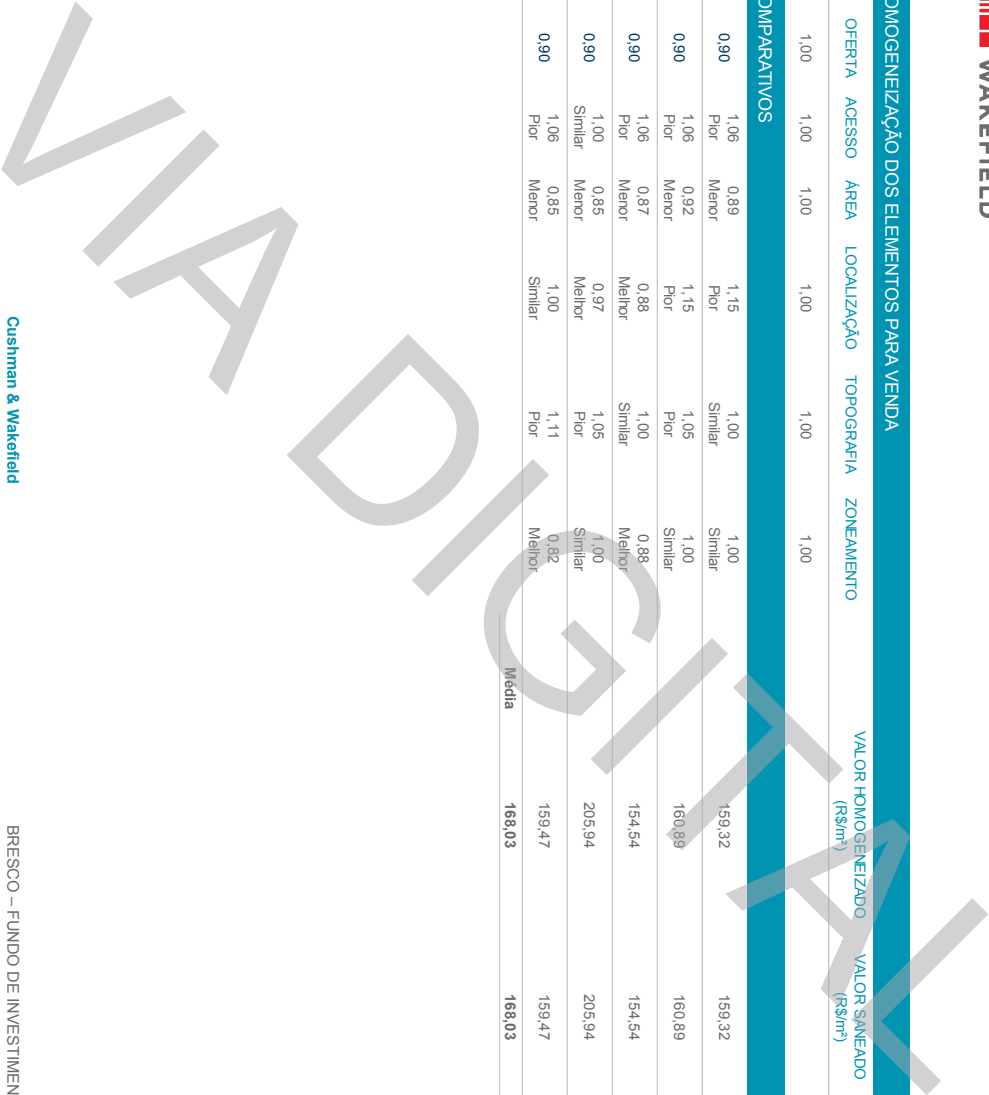 WAKEFIELD
OMOGENEIZAÇÃO DOS ELEMENTOS PARA VENDA
OFERTA ACESSO ÁREA LOCALIZAÇÃO TOPOGRAFIA ZONEAMENTO VALOR HOMOGENEIZADO (R$/m²) VALOR SANEADO (R$/m²)
1,00 1,00 1,00 1,00 1,00 1,00
OMPARATIVOS
0,90 1,06 0,89 1,15 1,00 1,00 159,32 159,32
Pior Menor Pior Similar Similar
0,90 1,06 0,92 1,15 1,05 1,00 160,89 160,89
Pior Menor Pior Pior Similar
0,90 1,06 0,87 0,88 1,00 0,88 154,54 154,54
Pior Menor Melhor Similar Melhor
0,90 1,00 0,85 0,97 1,05 1,00 205,94 205,94
Similar Menor Melhor Pior Similar
0,90 1,06 0,85 1,00 1,11 0,82 159,47 159,47
Pior Menor Similar Pior Melhor
Média 168,03 168,03
Cushman & Wakefield
BRESCO – FUNDO DE INVESTIMEN
VIA DIGITAL